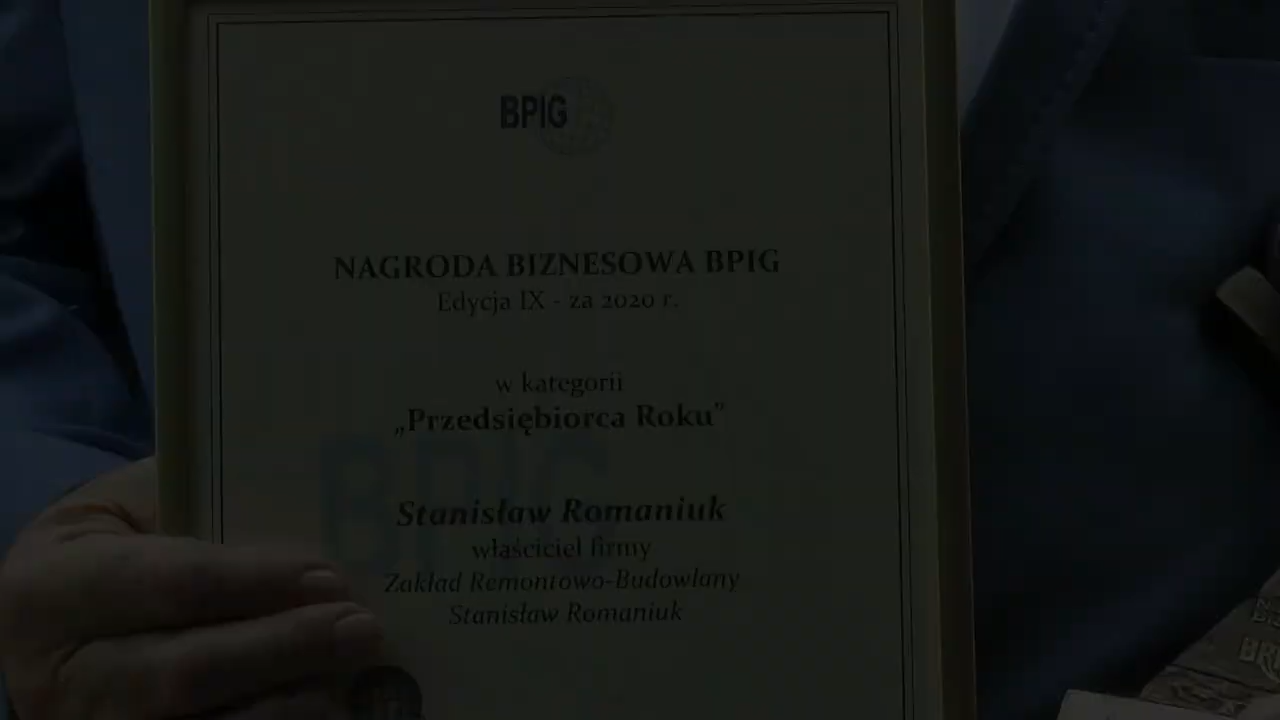 BPIG
NAGRODA BIZNESOWA BPIG
Edycja IX - za 2020 r.
w kategorii
„Przedsiębiorca Roku”
BPIG
Stanisław Romaniuk
właściciel firmy
Zakład Remontowo-Budowlany
Stanisław Romaniuk